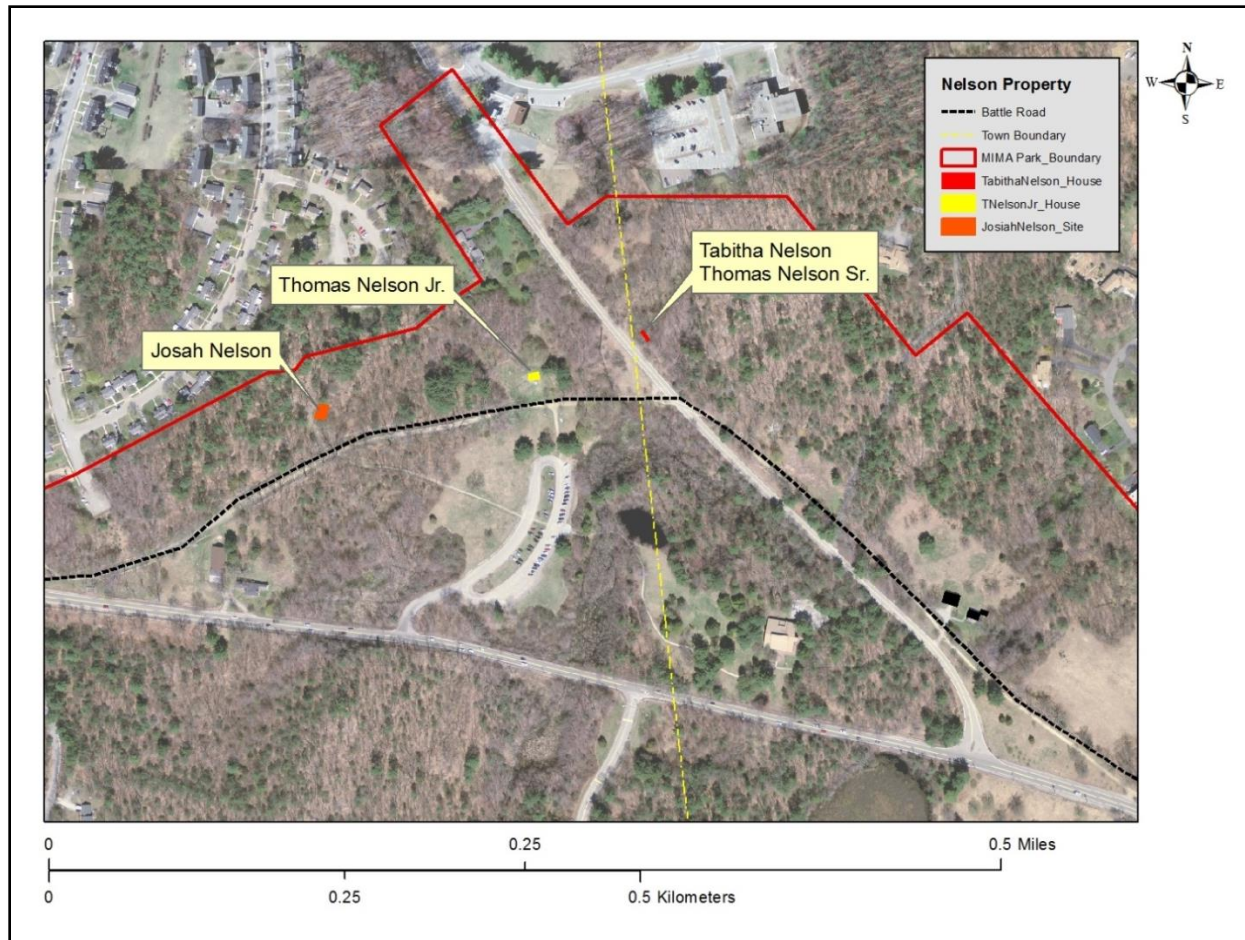 N
W E
S
Nelson Property
Battle Road
Town Boundary
MIMA Park_Boundary
TabithaNelson_House
TNelsonJr_House
JosiahNelson_Site
Tabitha Nelson
Thomas Nelson Sr.
Thomas Nelson Jr.
Josah Nelson
0 0.25 0.5 Miles
0 0.25 0.5 Kilometers